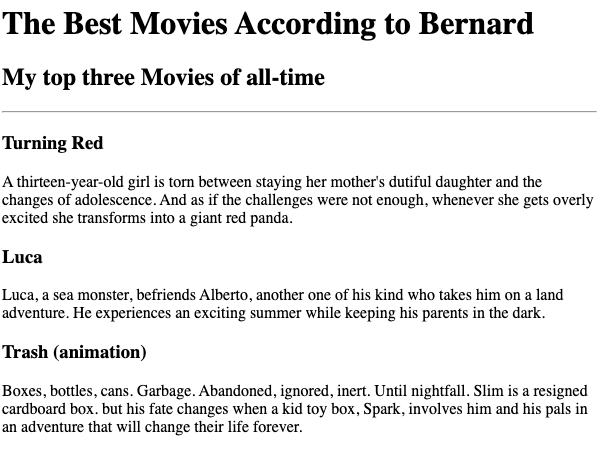 The Best Movies According to Bernard
My top three Movies of all-time
Turning Red
A thirteen-year-old girl is torn between staying her mother's dutiful daughter and the
changes of adolescence. And as if the challenges were not enough, whenever she gets overly
excited she transforms into a giant red panda.
Luca
Luca, a sea monster, befriends Alberto, another one of his kind who takes him on a land
adventure. He experiences an exciting summer while keeping his parents in the dark.
Trash (animation)
Boxes, bottles, cans. Garbage. Abandoned, ignored, inert. Until nightfall. Slim is a resigned
cardboard box. but his fate changes when a kid toy box, Spark, involves him and his pals in
an adventure that will change their life forever.